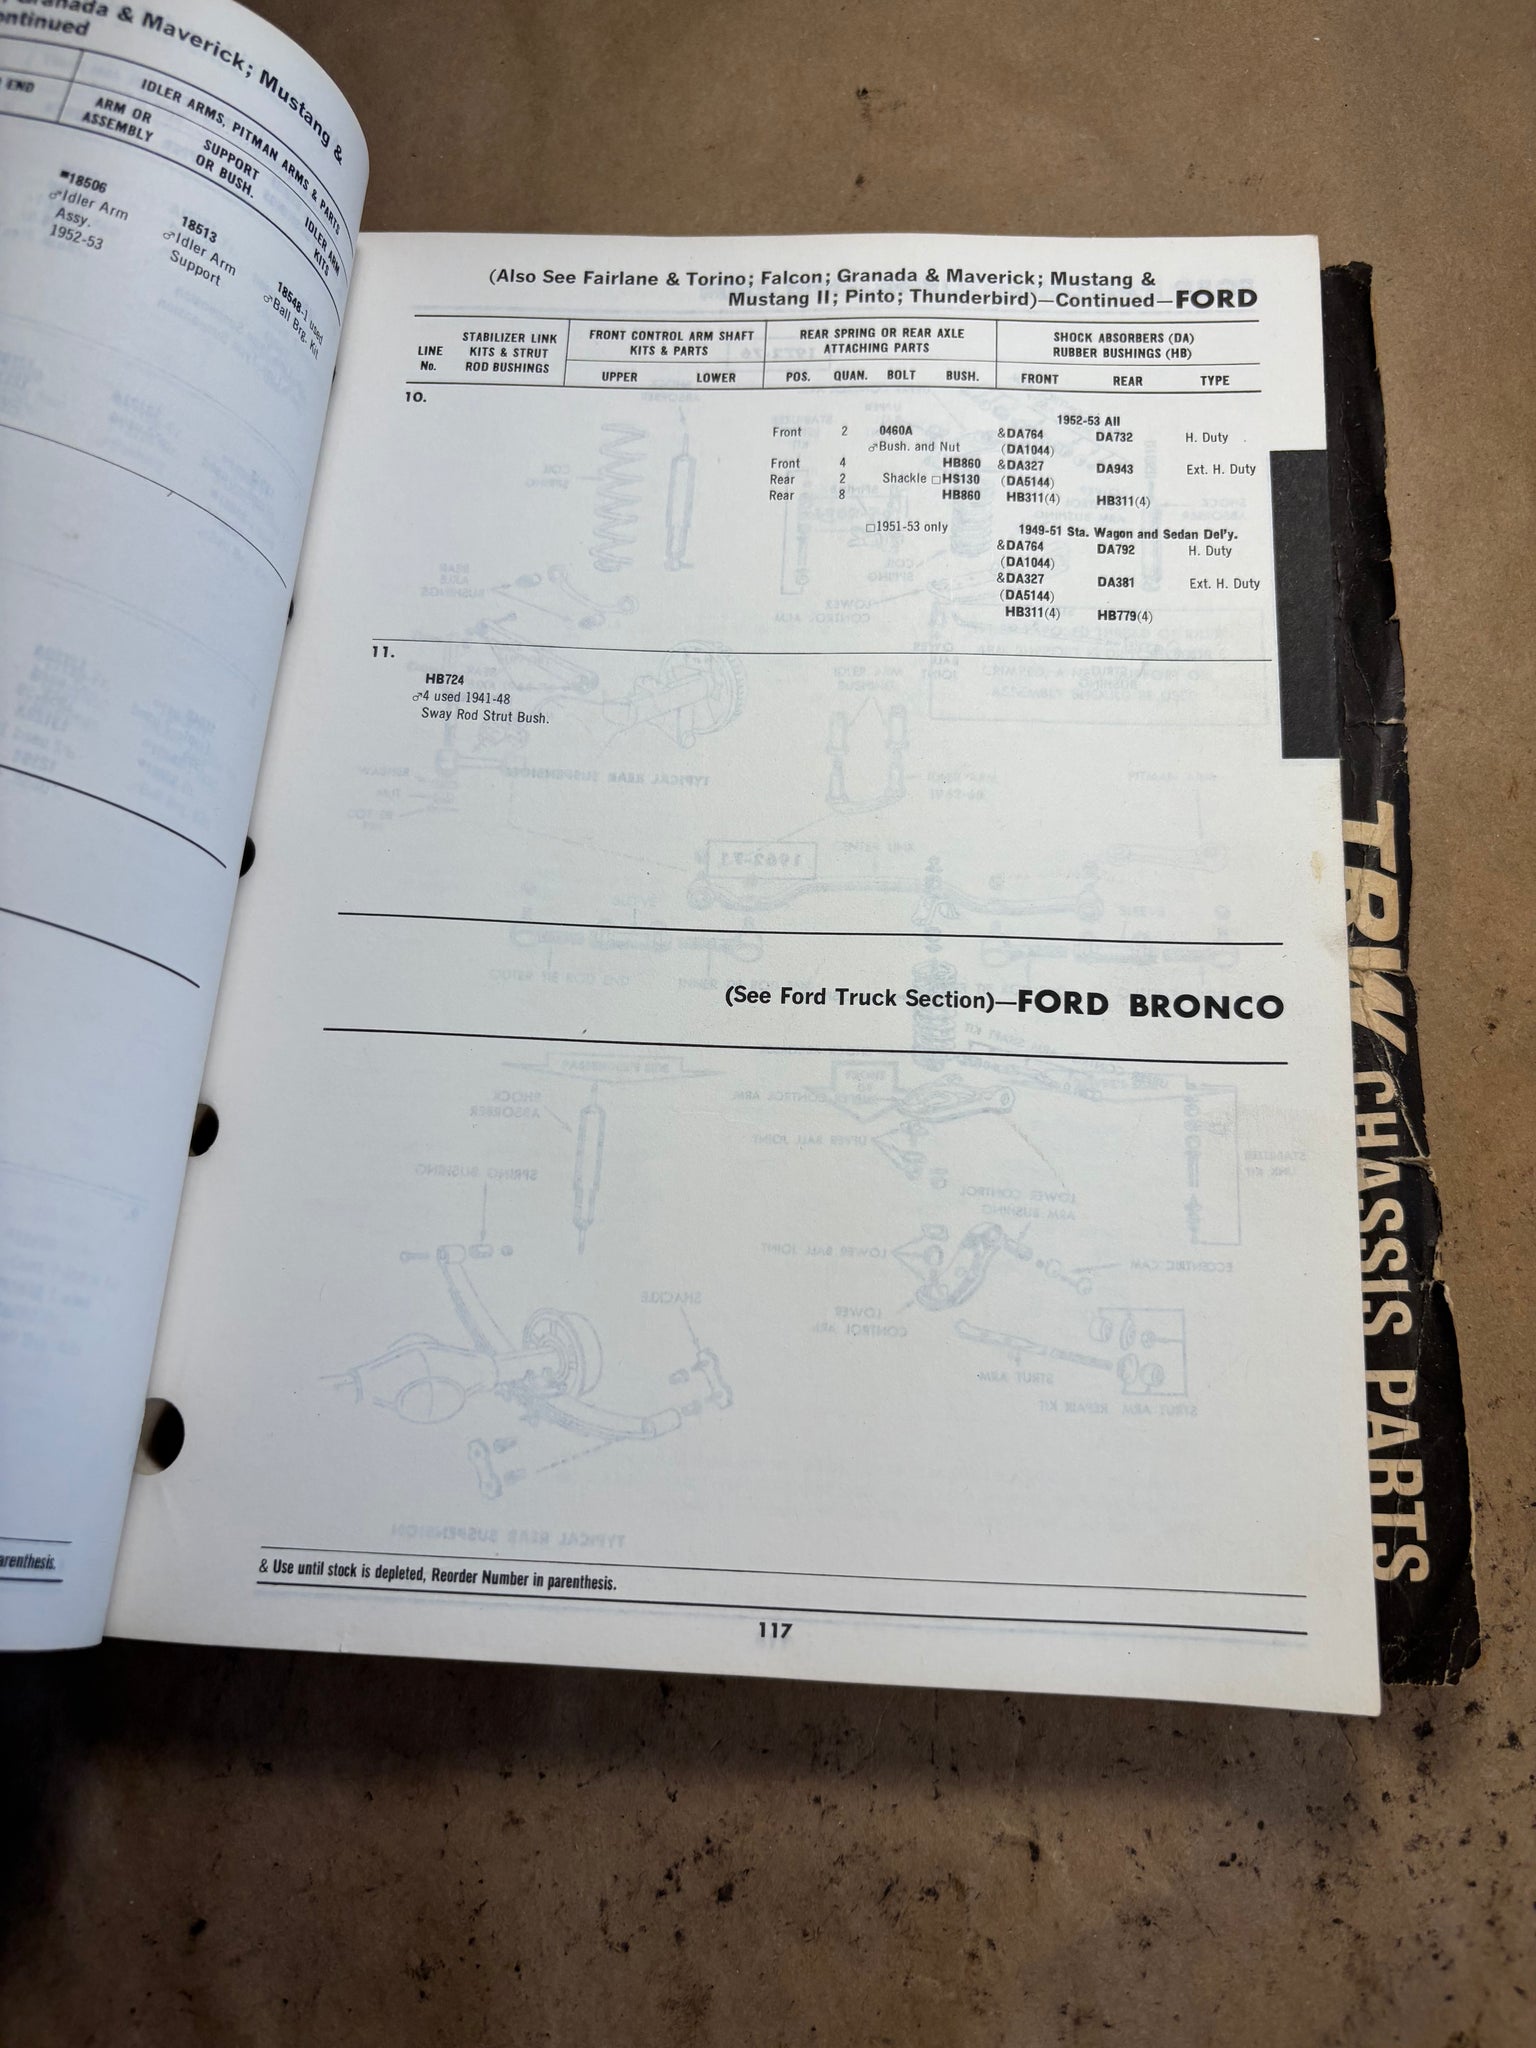 Granada & Maverick; Mustang &
IDLER ARMS, PITMAN ARMS & PARTS
END
ARM OR
ASSEMBLY
SUPPORT
OR BUSH.
IDLER ARM
KITS
18506
♂Idler Arm
Assy.
1952-53
18513
♂Idler Arm
Support
18548-1 used
♂Ball Brg. Kit
(Also See Fairlane & Torino; Falcon; Granada & Maverick; Mustang &
Mustang II; Pinto; Thunderbird)—Continued—FORD
LINE
No.
STABILIZER LINK
KITS & STRUT
ROD BUSHINGS
FRONT CONTROL ARM SHAFT
KITS & PARTS
REAR SPRING OR REAR AXLE
ATTACHING PARTS
SHOCK ABSORBERS (DA)
RUBBER BUSHINGS (HB)
UPPER LOWER POS. QUAN. BOLT BUSH. FRONT REAR TYPE
10.
1952-53 All
Front 2 0460A &DA764 DA732 H. Duty
♂Bush. and Nut (DA1044)
Front 4 HB860 &DA327 DA943 Ext. H. Duty
Rear 2 Shackle □HS130 (DA5144)
Rear 8 HB860 HB311(4) HB311(4)
□1951-53 only 1949-51 Sta. Wagon and Sedan Del'y.
&DA764 DA792 H. Duty
(DA1044)
&DA327 DA381 Ext. H. Duty
(DA5144)
HB311(4) HB779(4)
11.
HB724
♂4 used 1941-48
Sway Rod Strut Bush.
(See Ford Truck Section)—FORD BRONCO
& Use until stock is depleted, Reorder Number in parenthesis.
117
parenthesis.
TRW CHASSIS PARTS